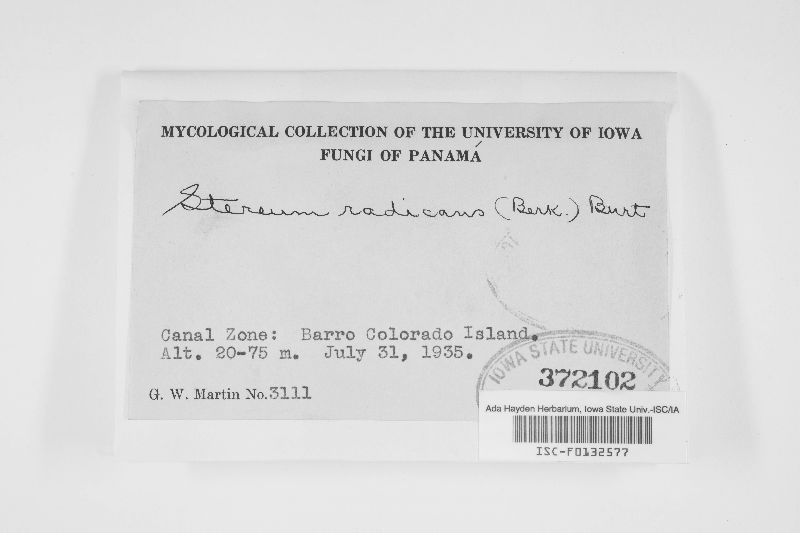 MYCOLOGICAL COLLECTION OF THE UNIVERSITY OF IOWA
FUNGI OF PANAMÁ
Stereum radicans (Berk.) Burt
Canal Zone: Barro Colorado Island.
Alt. 20-75 m. July 31, 1935.
G. W. Martin No. 3111
IOWA STATE UNIVERSITY
372102
Ada Hayden Herbarium, Iowa State Univ.-ISC/IA
ISC-F0132577